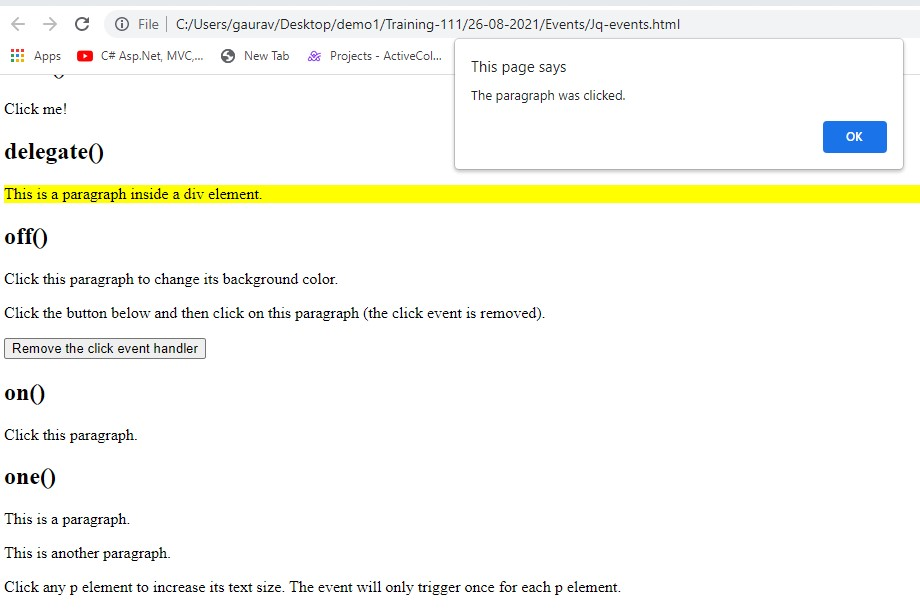 File | C:/Users/gaurav/Desktop/demo1/Training-111/26-08-2021/Events/Jq-events.html
Apps C# Asp.Net, MVC,... New Tab Projects - ActiveCol...
This page says
The paragraph was clicked.
OK
Click me!
delegate()
This is a paragraph inside a div element.
off()
Click this paragraph to change its background color.
Click the button below and then click on this paragraph (the click event is removed).
Remove the click event handler
on()
Click this paragraph.
one()
This is a paragraph.
This is another paragraph.
Click any p element to increase its text size. The event will only trigger once for each p element.